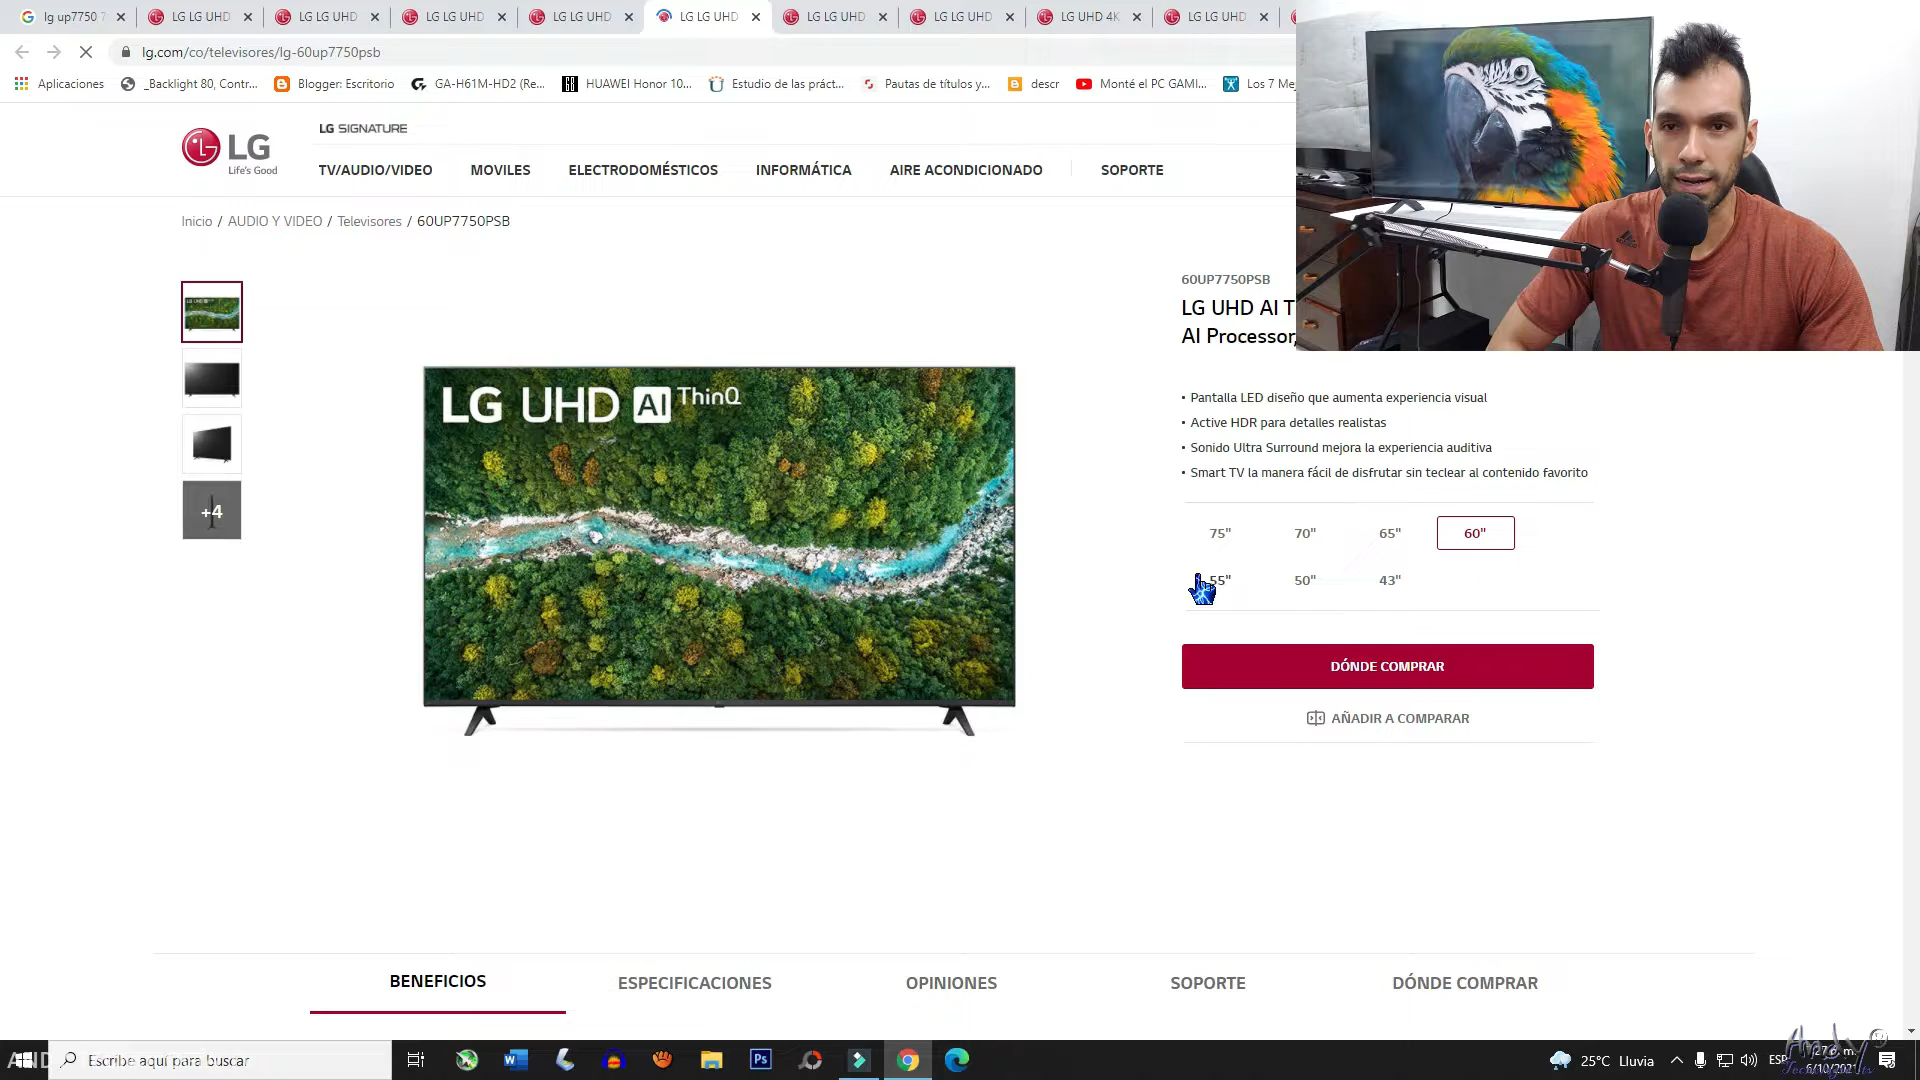 lg up7750 7
LG LG UHD
LG LG UHD
LG LG UHD
LG LG UHD
LG LG UHD
LG LG UHD
LG LG UHD
LG UHD 4K
LG LG UHD
lg.com/co/televisores/lg-60up7750psb
Aplicaciones
_Backlight 80, Contr...
Blogger: Escritorio
GA-H61M-HD2 (Re...
HUAWEI Honor 10...
Estudio de las práct...
Pautas de títulos y...
descr
Monté el PC GAMI...
Los 7 Me
LG
Life's Good
LG SIGNATURE
TV/AUDIO/VIDEO
MOVILES
ELECTRODOMÉSTICOS
INFORMÁTICA
AIRE ACONDICIONADO
SOPORTE
Inicio / AUDIO Y VIDEO / Televisores / 60UP7750PSB
60UP7750PSB
LG UHD AI T
AI Processor,
LG UHD AI ThinQ
+4
• Pantalla LED diseño que aumenta experiencia visual
• Active HDR para detalles realistas
• Sonido Ultra Surround mejora la experiencia auditiva
• Smart TV la manera fácil de disfrutar sin teclear al contenido favorito
75" 70" 65" 60"
55" 50" 43"
DÓNDE COMPRAR
AÑADIR A COMPARAR
BENEFICIOS
ESPECIFICACIONES
OPINIONES
SOPORTE
DÓNDE COMPRAR
Escribe aquí para buscar
25°C Lluvia
ESP